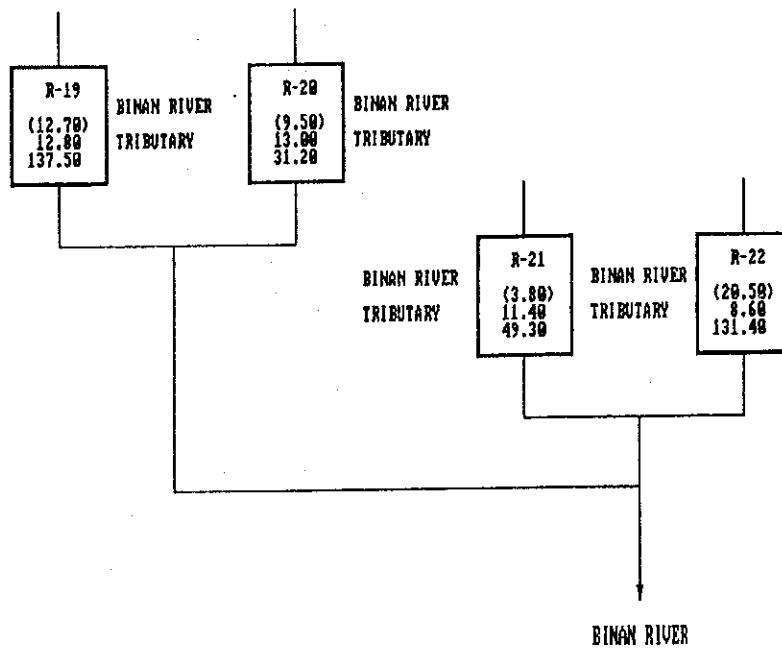 R-19
(12.70)
12.80
137.50
BINAN RIVER
TRIBUTARY
R-20
(9.50)
13.00
31.20
BINAN RIVER
TRIBUTARY
BINAN RIVER
TRIBUTARY
R-21
(3.80)
11.40
49.30
BINAN RIVER
TRIBUTARY
R-22
(20.50)
8.60
131.40
BINAN RIVER